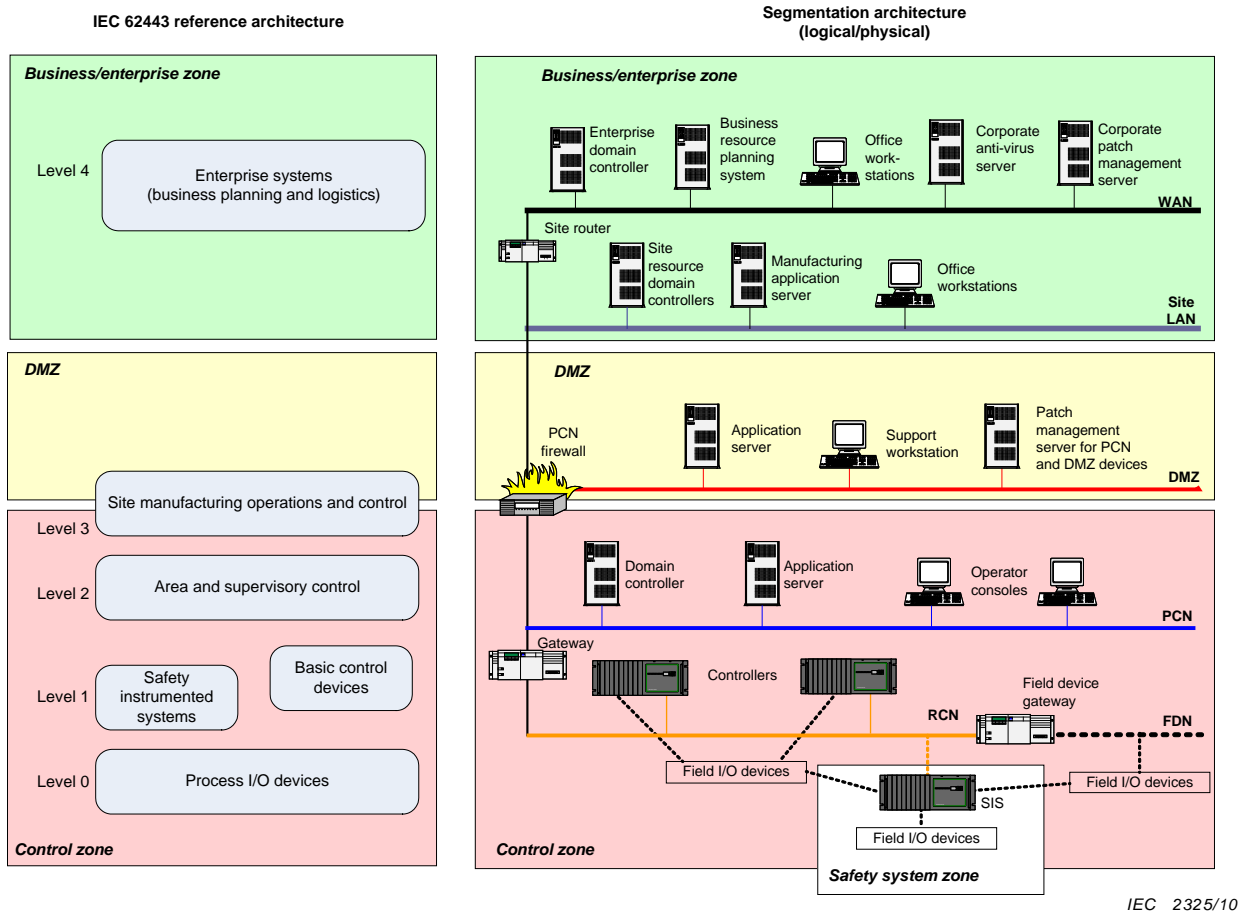 IEC 62443 reference architecture
Segmentation architecture
(logical/physical)
Business/enterprise zone
Level 4
Enterprise systems
(business planning and logistics)
DMZ
Site manufacturing operations and control
Level 3
Area and supervisory control
Level 2
Basic control
devices
Safety
instrumented
systems
Level 1
Process I/O devices
Level 0
Control zone
Business/enterprise zone
Enterprise
domain
controller
Business
resource
planning
system
Office
work-
stations
Corporate
anti-virus
server
Corporate
patch
management
server
WAN
Site router
Site
resource
domain
controllers
Manufacturing
application
server
Office
workstations
Site
LAN
DMZ
PCN
firewall
Application
server
Support
workstation
Patch
management
server for PCN
and DMZ devices
DMZ
Domain
controller
Application
server
Operator
consoles
PCN
Gateway
Controllers
Field device
gateway
RCN
FDN
Field I/O devices
Field I/O devices
SIS
Field I/O devices
Control zone
Safety system zone
IEC 2325/10